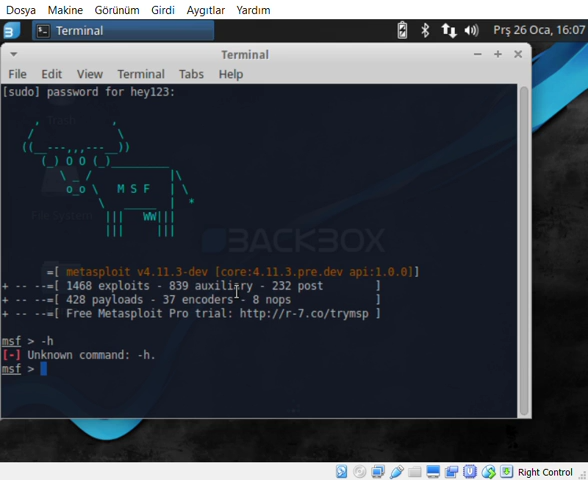 Dosya Makine Görünüm Girdi Aygıtlar Yardım
Terminal
Prş 26 Oca, 16:07
Terminal
File Edit View Terminal Tabs Help
[sudo] password for hey123:
M S F
WW
BACKBOX
=[ metasploit v4.11.3-dev [core:4.11.3.pre.dev api:1.0.0]]
+ -- --=[ 1468 exploits - 839 auxiliary - 232 post ]
+ -- --=[ 428 payloads - 37 encoders - 8 nops ]
+ -- --=[ Free Metasploit Pro trial: http://r-7.co/trymsp ]
msf > -h
[-] Unknown command: -h.
msf >
Right Control